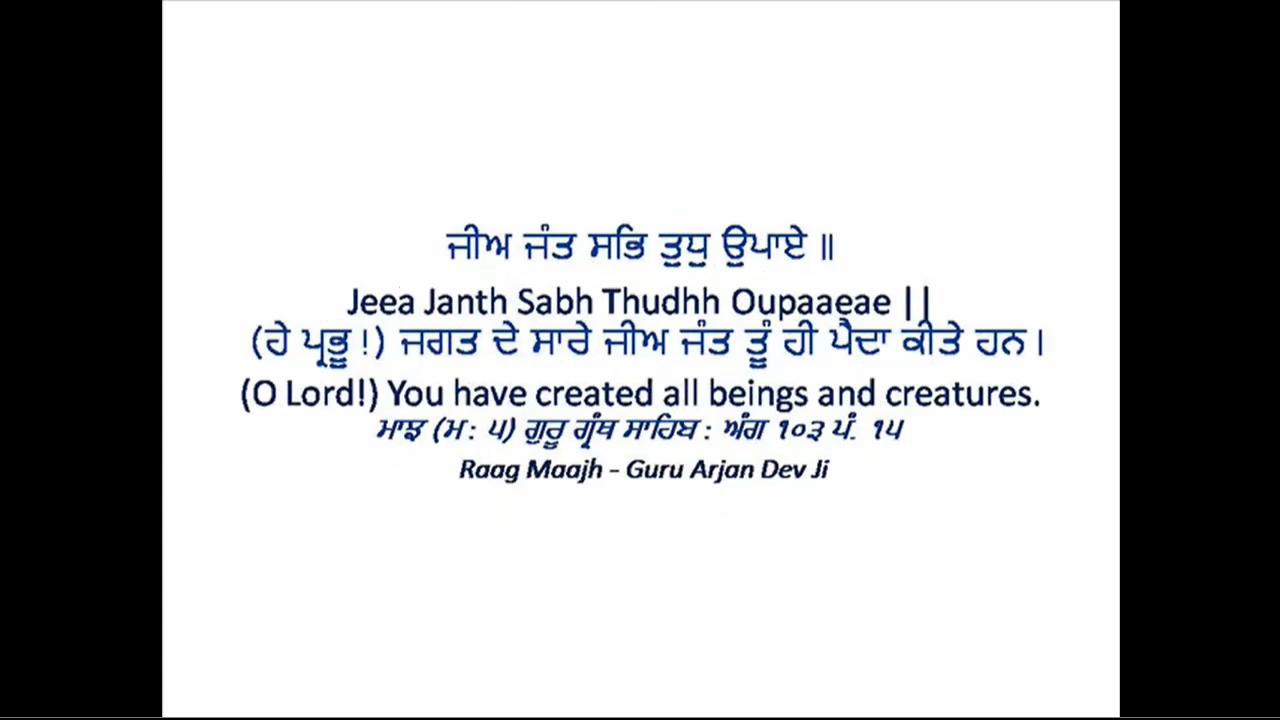 ਜੀਅ ਜੰਤ ਸਭਿ ਤੁਧੁ ਉਪਾਏ ॥
Jeea Janth Sabh Thudhh Oupaaeae ||
(ਹੇ ਪ੍ਰਭੂ !) ਜਗਤ ਦੇ ਸਾਰੇ ਜੀਅ ਜੰਤ ਤੂੰ ਹੀ ਪੈਦਾ ਕੀਤੇ ਹਨ ।
(O Lord!) You have created all beings and creatures.
ਮਾਝ (ਮ : ੫) ਗੁਰੂ ਗ੍ਰੰਥ ਸਾਹਿਬ : ਅੰਗ ੧੦੩ ਪੰ. ੧੫
Raag Maajh - Guru Arjan Dev Ji